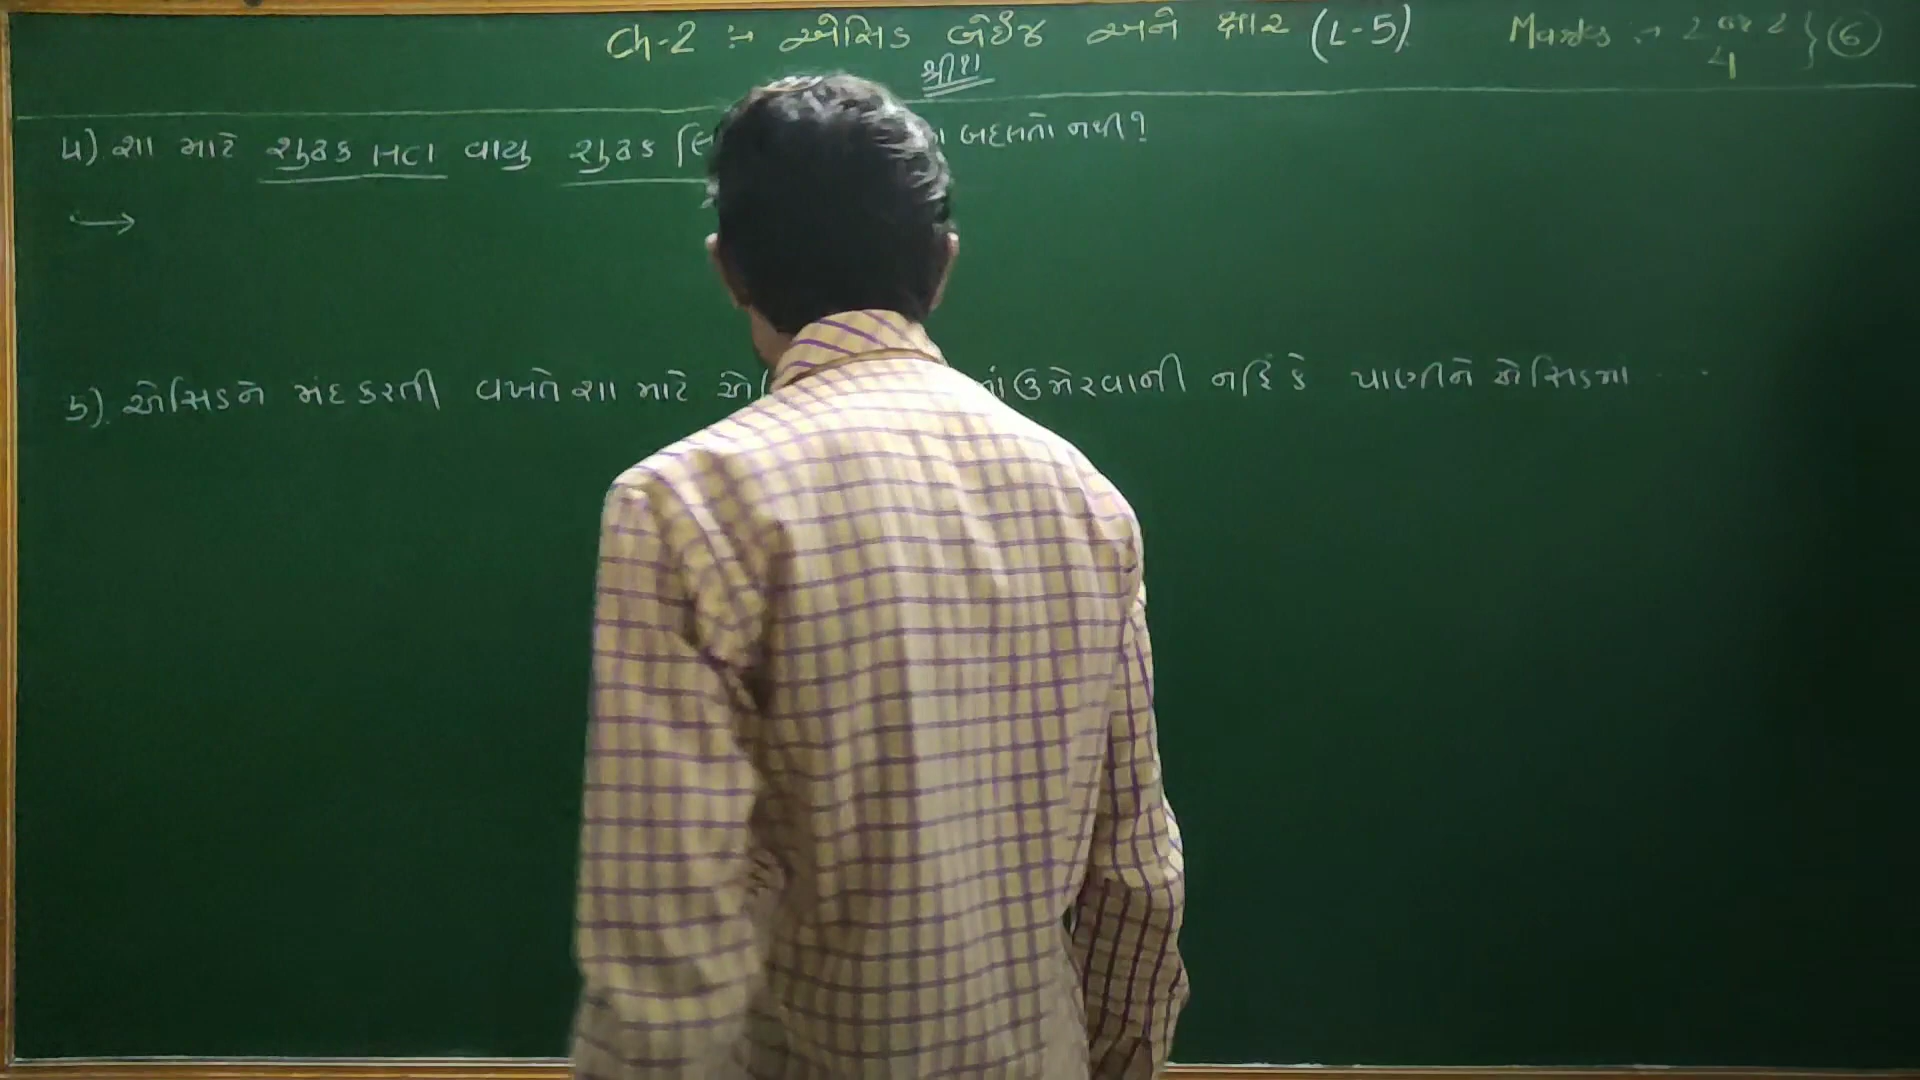 Ch-2 :- એસિડ બેઈજ અને ક્ષાર (L-5) Marks :- 2 or 2 } 6
4
4) શા માટે શુષ્ક HCl વાયુ શુષ્ક લિ બદલતો નથી?
→
5) એસિડને મંદ કરતી વખતે શા માટે એ માં ઉમેરવાની નહિં કે પાણીને એસિડમા